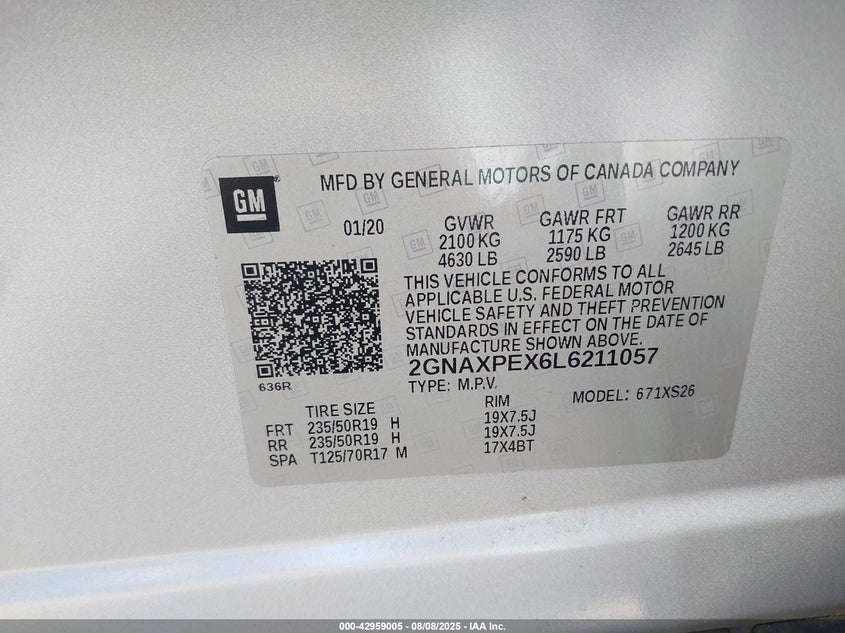 GM
MFD BY GENERAL MOTORS OF CANADA COMPANY
01/20 GVWR GAWR FRT GAWR RR
2100 KG 1175 KG 1200 KG
4630 LB 2590 LB 2645 LB
THIS VEHICLE CONFORMS TO ALL
APPLICABLE U.S. FEDERAL MOTOR
VEHICLE SAFETY AND THEFT PREVENTION
STANDARDS IN EFFECT ON THE DATE OF
MANUFACTURE SHOWN ABOVE.
2GNAXPEX6L6211057
636R
TYPE: M.P.V. MODEL: 671XS26
TIRE SIZE RIM
FRT 235/50R19 H 19X7.5J
RR 235/50R19 H 19X7.5J
SPA T125/70R17 M 17X4BT
000-42959005 - 08/08/2025 - IAA Inc.